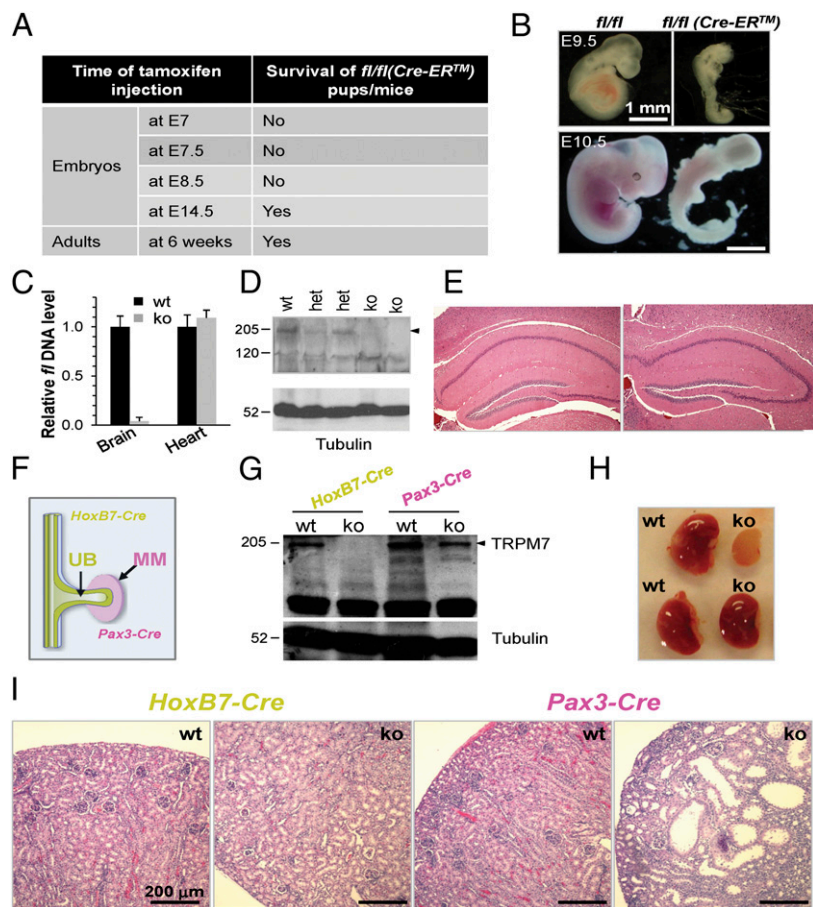 A
Time of tamoxifen injection
Survival of fl/fl(Cre-ER™) pups/mice
Embryos
at E7
No
at E7.5
No
at E8.5
No
at E14.5
Yes
Adults
at 6 weeks
Yes
B
fl/fl
fl/fl (Cre-ER™)
E9.5
1 mm
E10.5
C
Relative fl DNA level
wt
ko
1.0
0.5
0.0
Brain
Heart
D
wt
het
het
ko
ko
205
120
52
Tubulin
E
F
HoxB7-Cre
UB
MM
Pax3-Cre
G
HoxB7-Cre
Pax3-Cre
wt
ko
wt
ko
205
TRPM7
52
Tubulin
H
wt
ko
wt
ko
I
HoxB7-Cre
Pax3-Cre
wt
ko
wt
ko
200 µm